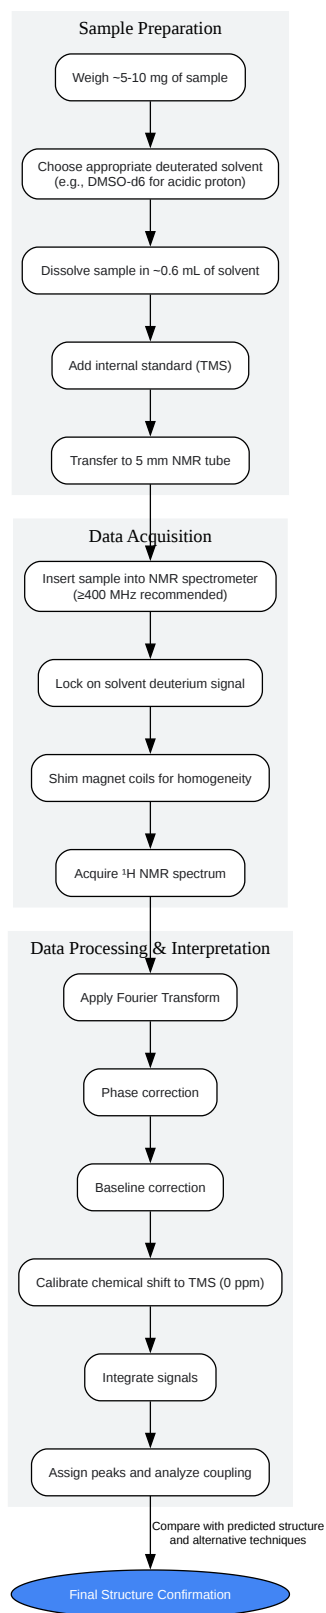 Sample Preparation
Weigh ~5-10 mg of sample
Choose appropriate deuterated solvent
(e.g., DMSO-d6 for acidic proton)
Dissolve sample in ~0.6 mL of solvent
Add internal standard (TMS)
Transfer to 5 mm NMR tube
Data Acquisition
Insert sample into NMR spectrometer
(≥400 MHz recommended)
Lock on solvent deuterium signal
Shim magnet coils for homogeneity
Acquire ¹H NMR spectrum
Data Processing & Interpretation
Apply Fourier Transform
Phase correction
Baseline correction
Calibrate chemical shift to TMS (0 ppm)
Integrate signals
Assign peaks and analyze coupling
Compare with predicted structure
and alternative techniques
Final Structure Confirmation